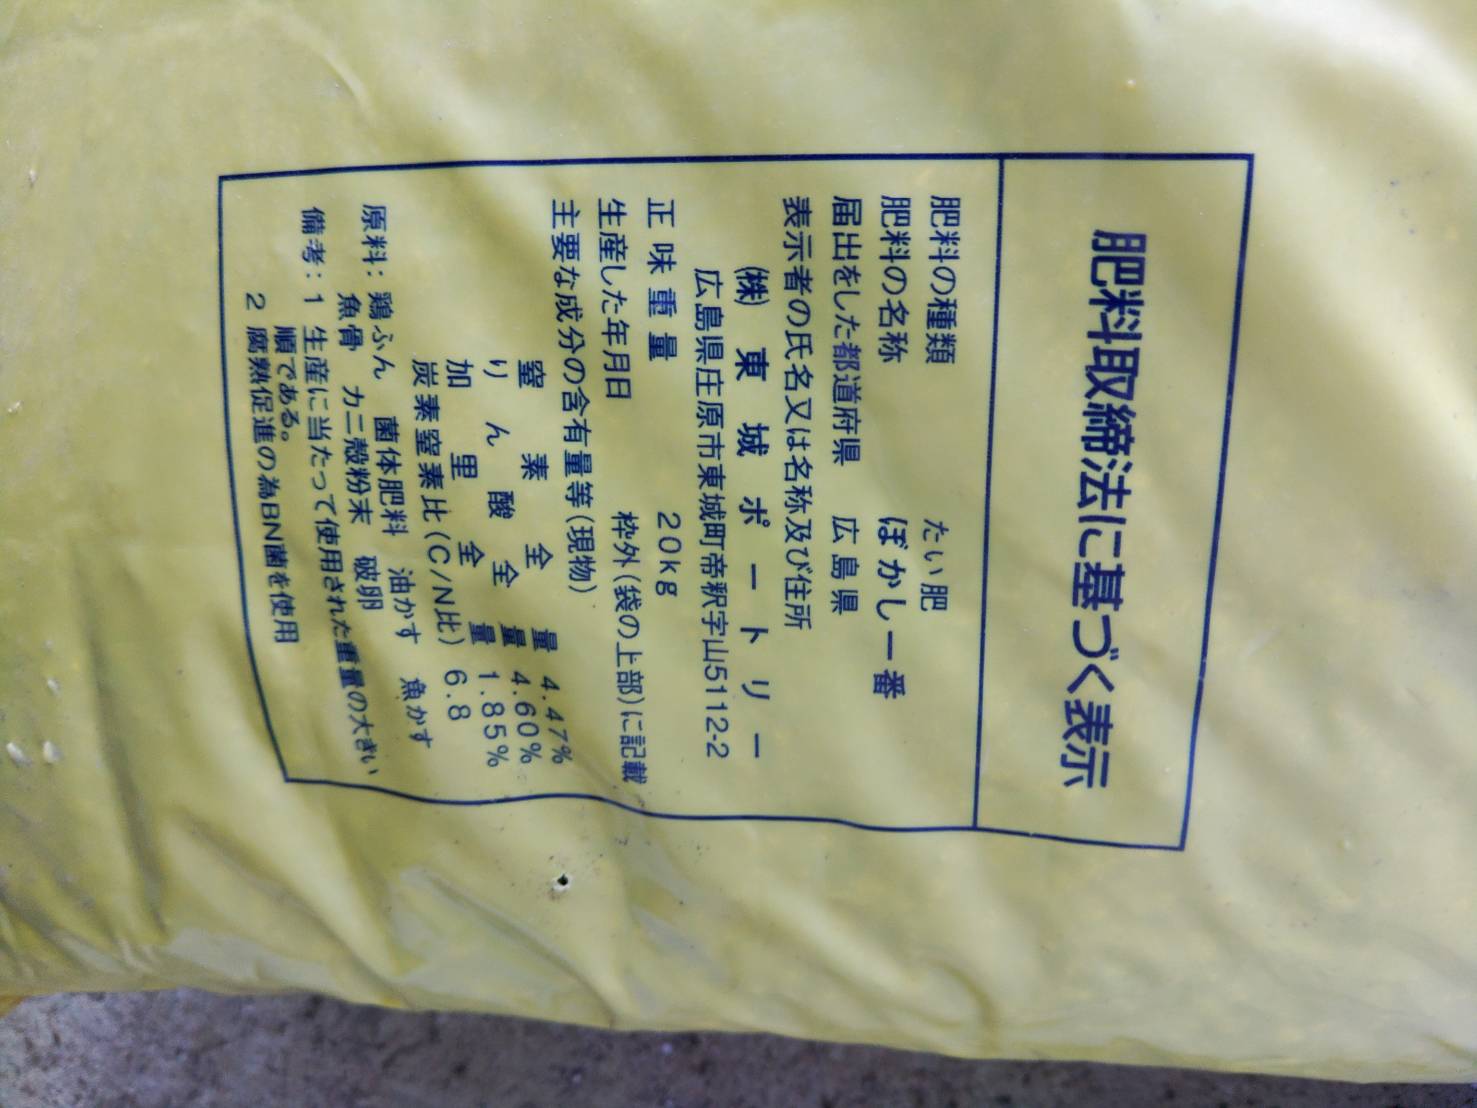 肥料取締法に基づく表示
肥料の種類 たい肥
肥料の名称 ぼかし一番
届出をした都道府県 広島県
表示者の氏名又は名称及び住所
㈱東城ポートリー
広島県庄原市東城町帝釈字山5112-2
正味重量 20kg
生産した年月日 枠外(袋の上部)に記載
主要な成分の含有量等(現物)
窒素全量 4.47%
りん酸全量 4.60%
加里全量 1.85%
炭素窒素比(C/N比) 6.8
原料:鶏ふん 菌体肥料 油かす 魚かす
魚骨 カニ殻粉末 破卵
備考:1 生産に当たって使用された重量の大きい
順である。
2 腐熟促進の為BN菌を使用